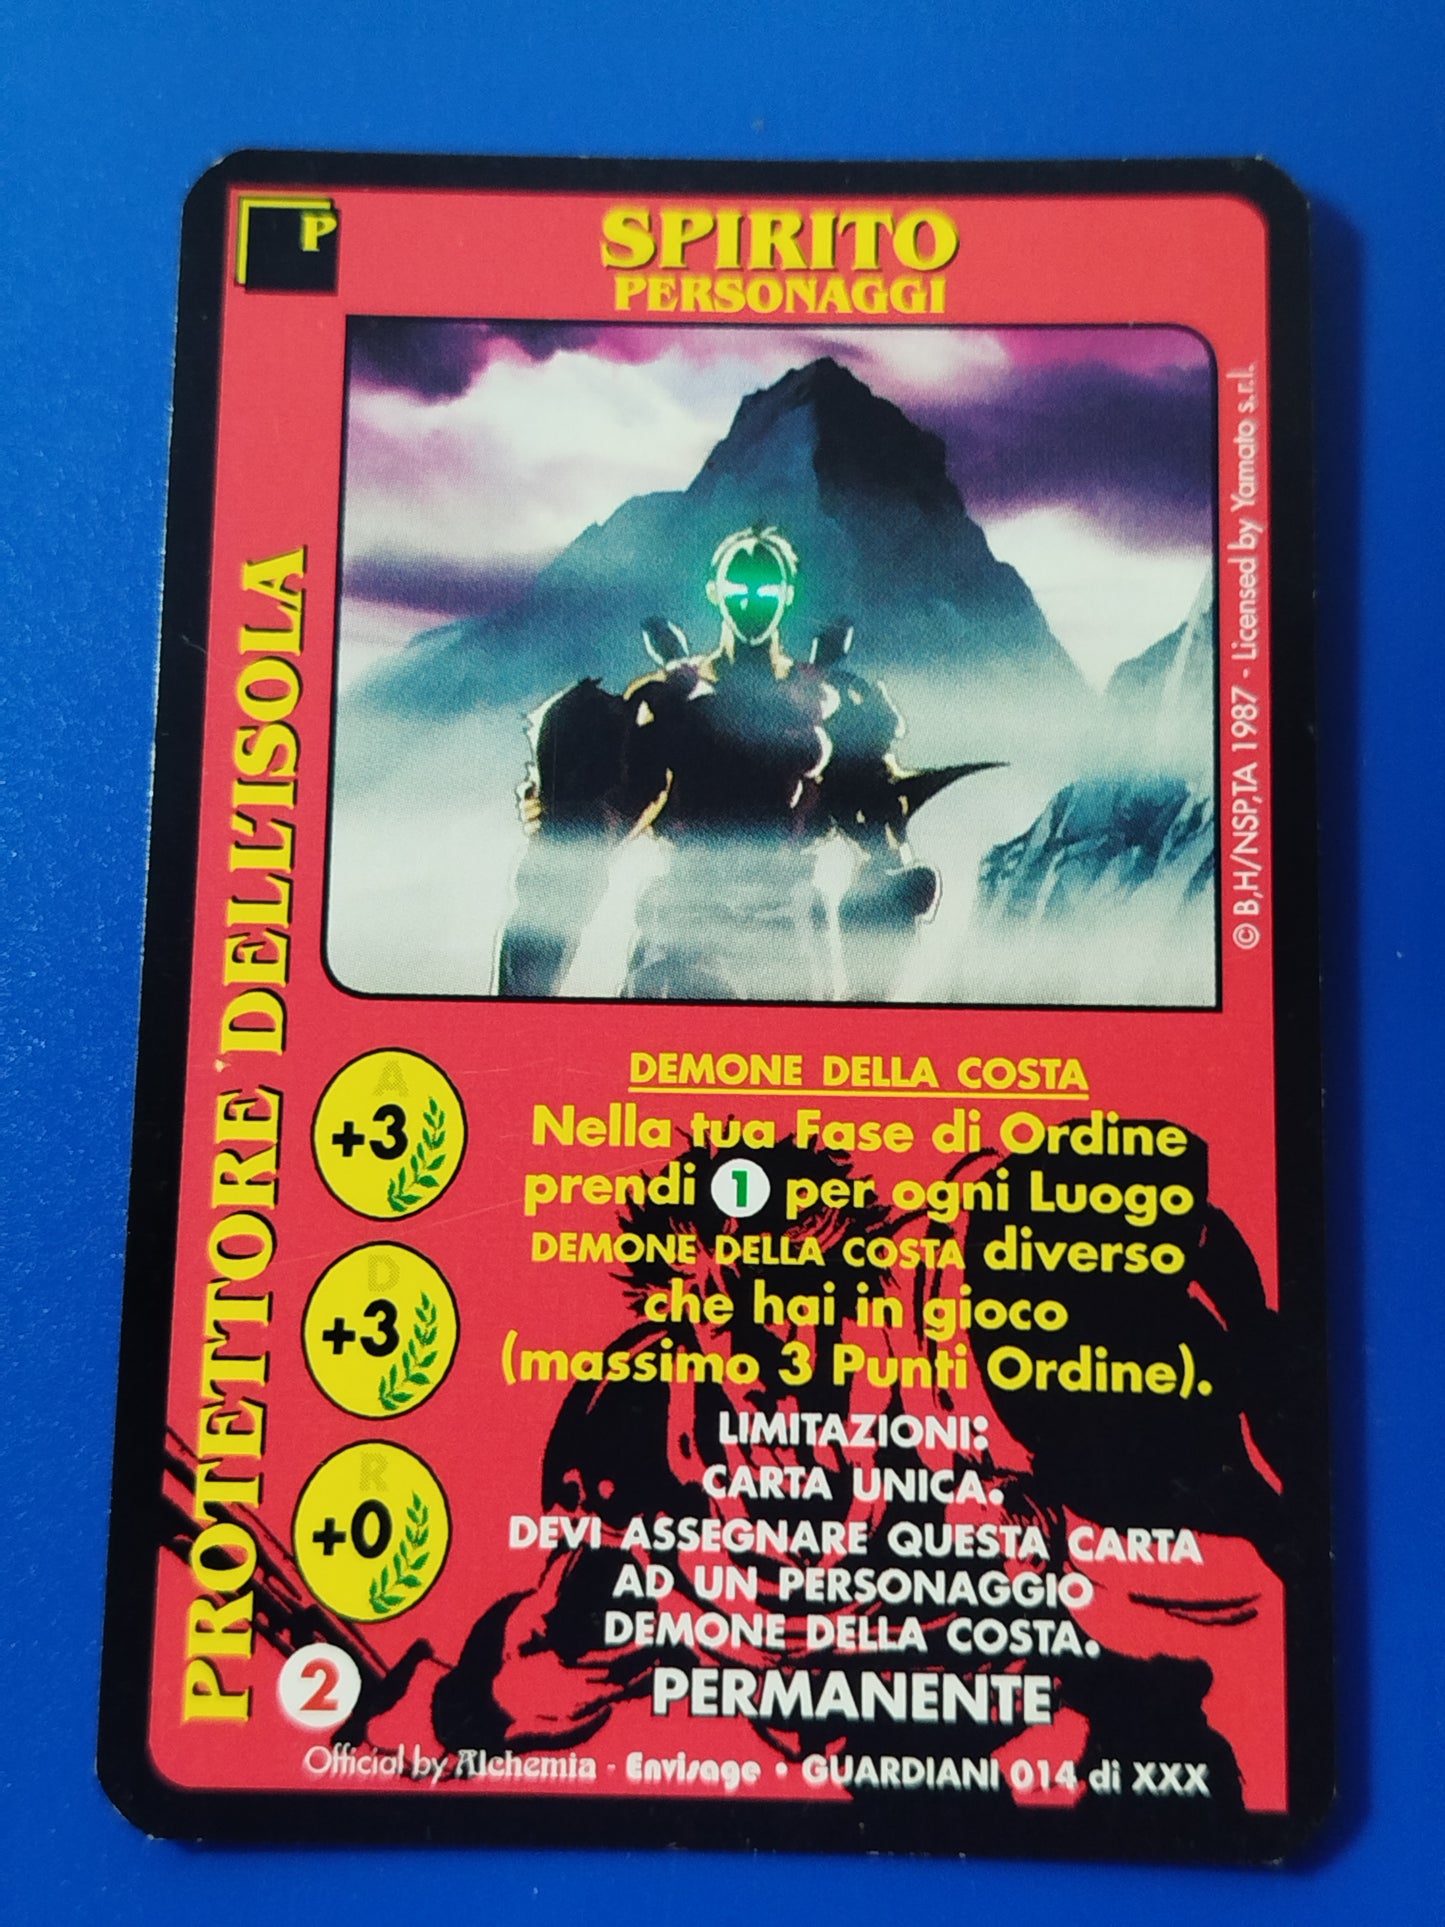 P
SPIRITO
PERSONAGGI
© B,H/NSP,TA 1987 - Licensed by Yamato s.r.l.
PROTETTORE DELL'ISOLA
A
+3
D
+3
R
+0
2
DEMONE DELLA COSTA
Nella tua Fase di Ordine
prendi 1 per ogni Luogo
DEMONE DELLA COSTA diverso
che hai in gioco
(massimo 3 Punti Ordine).
LIMITAZIONI:
CARTA UNICA.
DEVI ASSEGNARE QUESTA CARTA
AD UN PERSONAGGIO
DEMONE DELLA COSTA.
PERMANENTE
Official by Alchemia - Envisage • GUARDIANI 014 di XXX